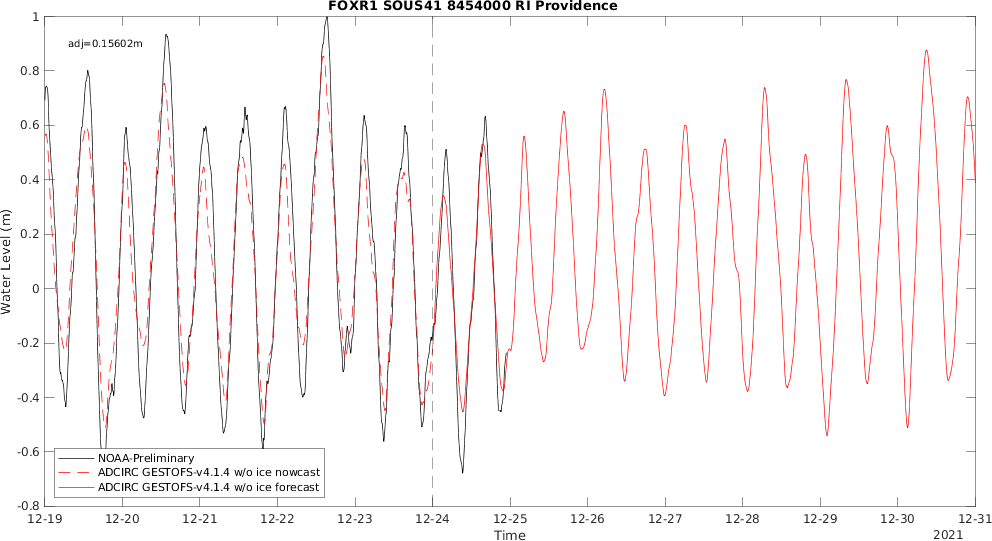 FOXR1 SOUS41 8454000 RI Providence
adj=0.15602m
Water Level (m)
1
0.8
0.6
0.4
0.2
0
-0.2
-0.4
-0.6
-0.8
NOAA-Preliminary
ADCIRC GESTOFS-v4.1.4 w/o ice nowcast
ADCIRC GESTOFS-v4.1.4 w/o ice forecast
12-19 12-20 12-21 12-22 12-23 12-24 12-25 12-26 12-27 12-28 12-29 12-30 12-31
Time
2021